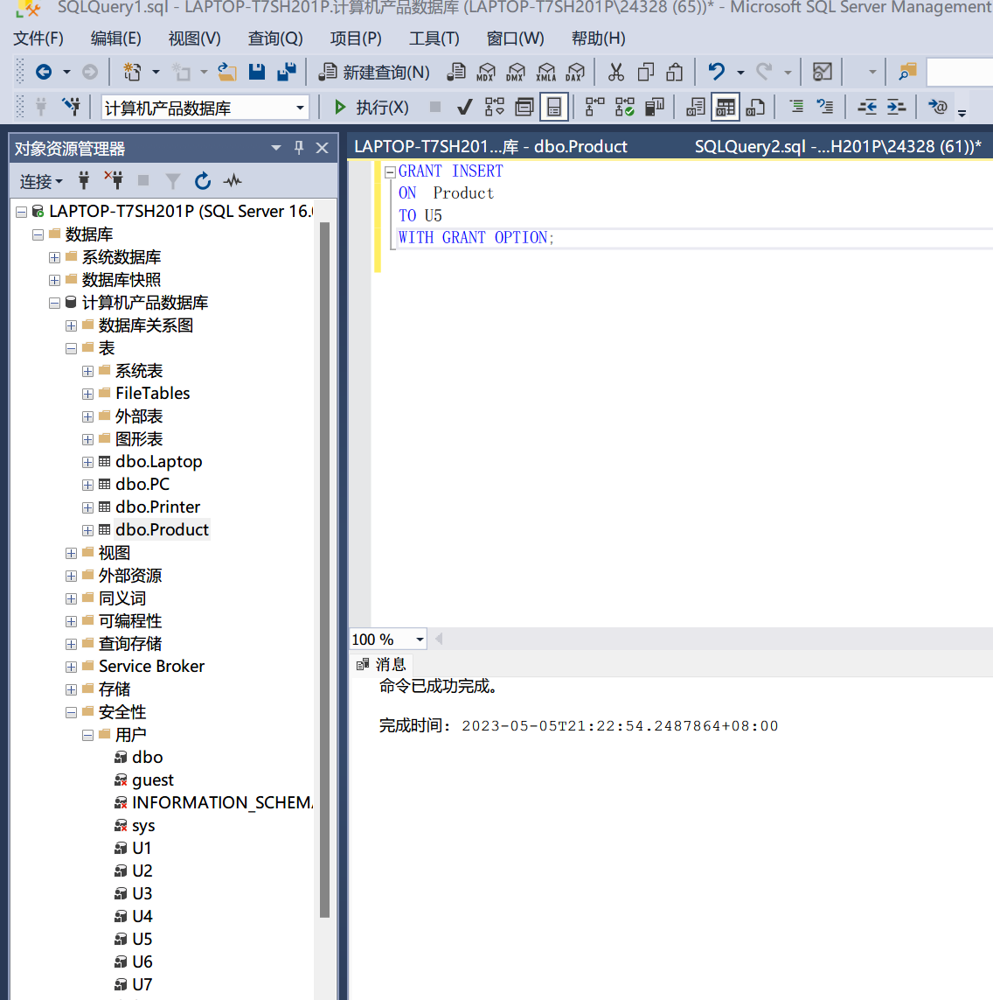 SQLQuery1.sql - LAPTOP-T7SH201P.计算机产品数据库 (LAPTOP-T7SH201P\24328 (65))* - Microsoft SQL Server Management
文件(F) 编辑(E) 视图(V) 查询(Q) 项目(P) 工具(T) 窗口(W) 帮助(H)
新建查询(N) MDX DMX XMLA DAX
计算机产品数据库 执行(X)
对象资源管理器
连接
LAPTOP-T7SH201P (SQL Server 16.
数据库
系统数据库
数据库快照
计算机产品数据库
数据库关系图
表
系统表
FileTables
外部表
图形表
dbo.Laptop
dbo.PC
dbo.Printer
dbo.Product
视图
外部资源
同义词
可编程性
查询存储
Service Broker
存储
安全性
用户
dbo
guest
INFORMATION_SCHEMA
sys
U1
U2
U3
U4
U5
U6
U7
LAPTOP-T7SH201...库 - dbo.Product SQLQuery2.sql -...H201P\24328 (61))*
GRANT INSERT
ON Product
TO U5
WITH GRANT OPTION;
100 %
消息
命令已成功完成。
完成时间: 2023-05-05T21:22:54.2487864+08:00